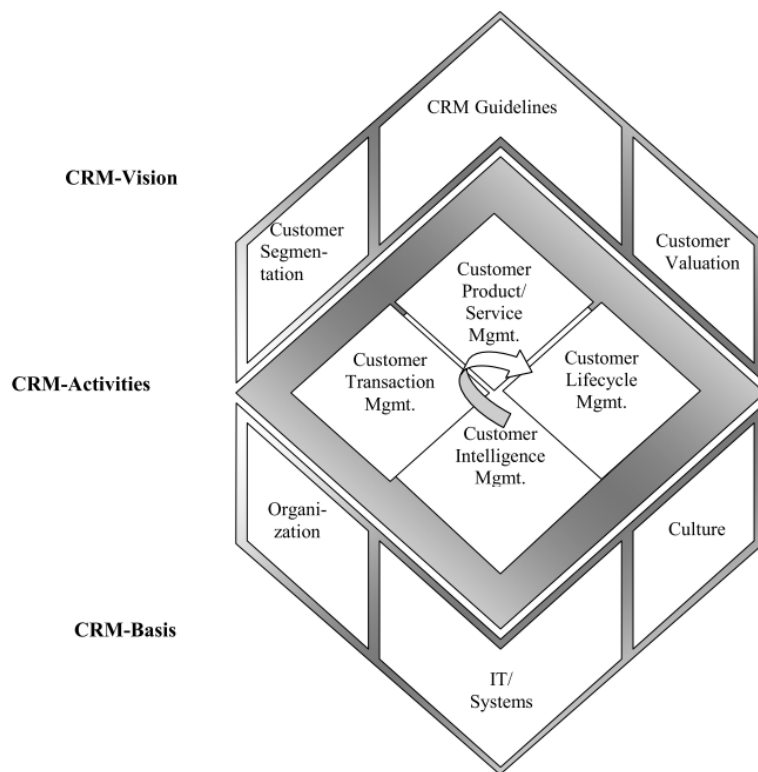 CRM Guidelines
CRM-Vision
Customer
Segmen-
tation
Customer
Valuation
Customer
Product/
Service
Mgmt.
CRM-Activities
Customer
Transaction
Mgmt.
Customer
Lifecycle
Mgmt.
Customer
Intelligence
Mgmt.
Organi-
zation
Culture
CRM-Basis
IT/
Systems